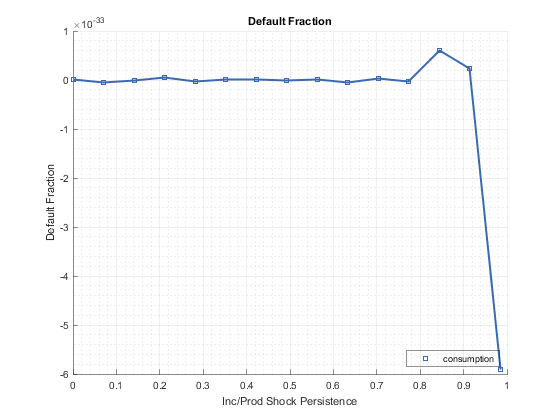 ×10^-33
Default Fraction
1
0
-1
-2
-3
-4
-5
-6
Default Fraction
consumption
0 0.1 0.2 0.3 0.4 0.5 0.6 0.7 0.8 0.9 1
Inc/Prod Shock Persistence